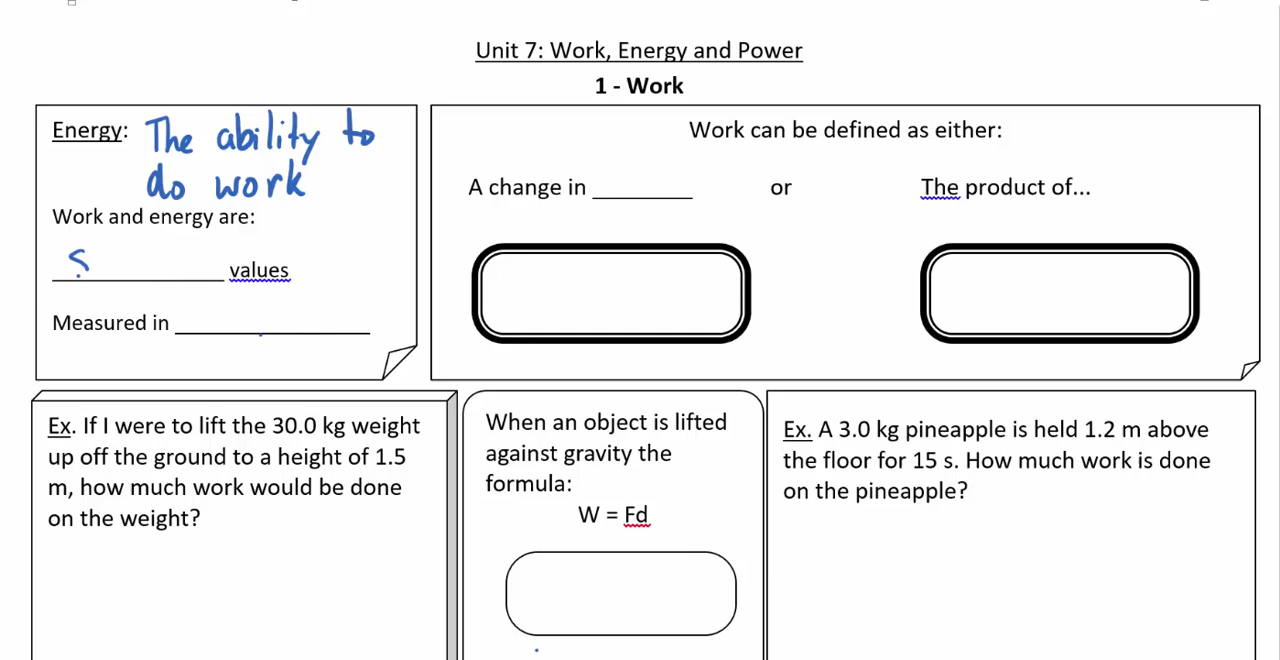 Unit 7: Work, Energy and Power
1 - Work
Energy: The ability to
do work
Work and energy are:
S____________ values
Measured in ____________
Work can be defined as either:
A change in ________ or The product of...
Ex. If I were to lift the 30.0 kg weight
up off the ground to a height of 1.5
m, how much work would be done
on the weight?
When an object is lifted
against gravity the
formula:
W = Fd
Ex. A 3.0 kg pineapple is held 1.2 m above
the floor for 15 s. How much work is done
on the pineapple?